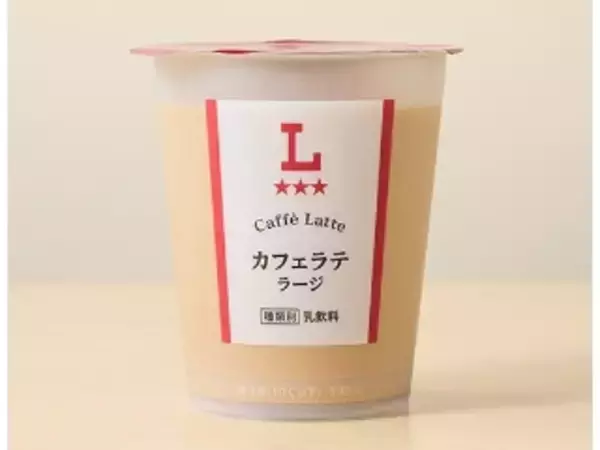 L
★★★
Caffè Latte
カフェラテ
ラージ
種類別 乳飲料